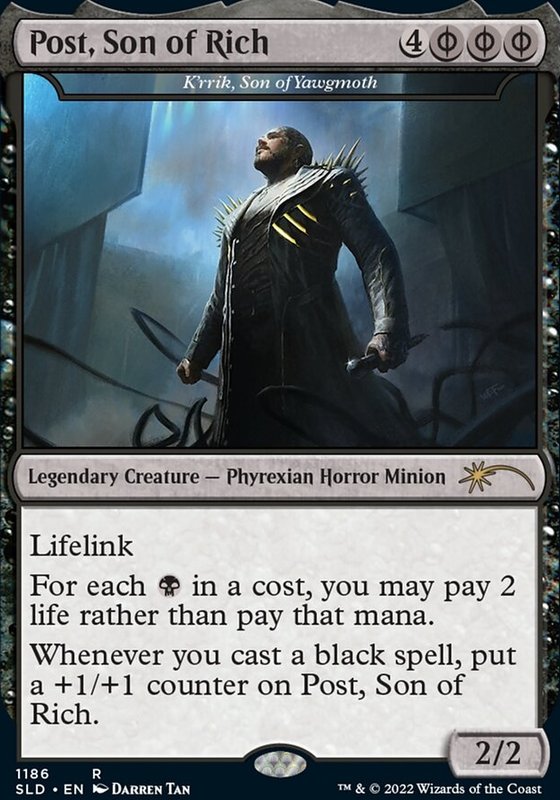 Post, Son of Rich 4
K'rrik, Son of Yawgmoth
Legendary Creature — Phyrexian Horror Minion
Lifelink
For each in a cost, you may pay 2
life rather than pay that mana.
Whenever you cast a black spell, put
a +1/+1 counter on Post, Son of
Rich.
2/2
1186 R
SLD • EN Darren Tan
™ & © 2022 Wizards of the Coast